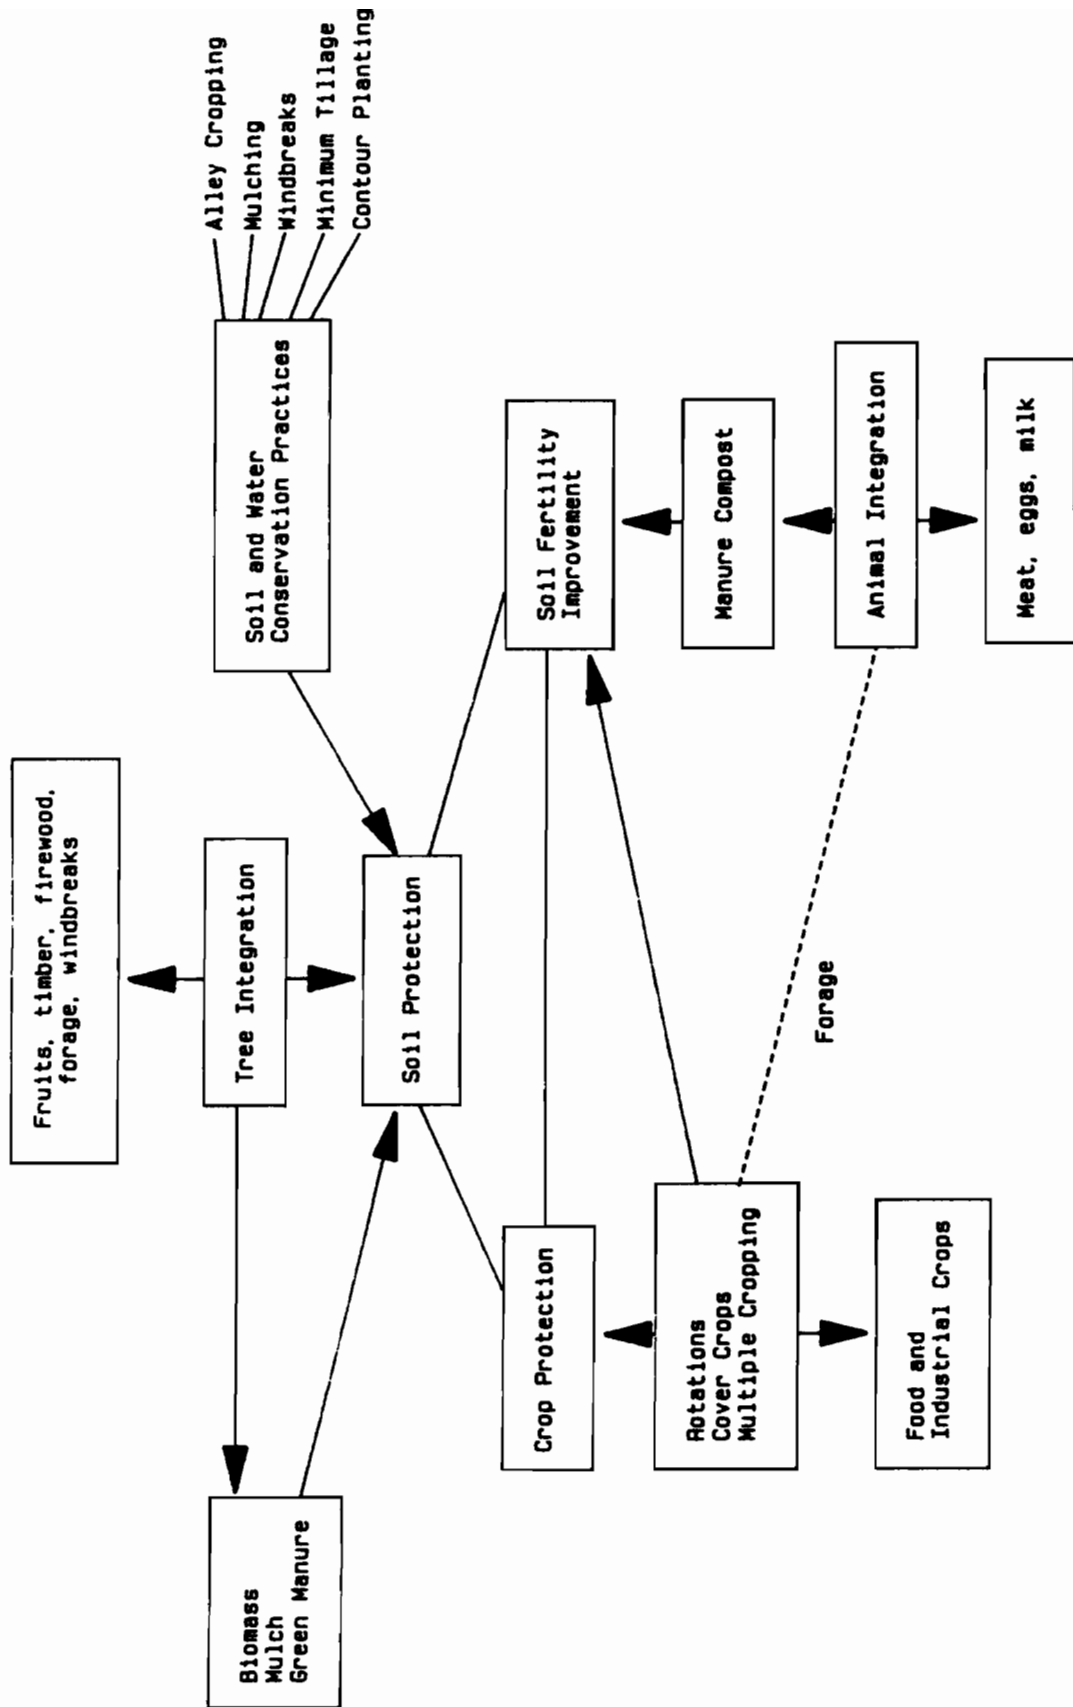 Fruits, timber, firewood,
forage, windbreaks
Tree Integration
Biomass
Mulch
Green Manure
Soil and Water
Conservation Practices
Alley Cropping
Mulching
Windbreaks
Minimum Tillage
Contour Planting
Soil Protection
Crop Protection
Soil Fertility
Improvement
Rotations
Cover Crops
Multiple Cropping
Manure Compost
Forage
Animal Integration
Food and
Industrial Crops
Meat, eggs, milk